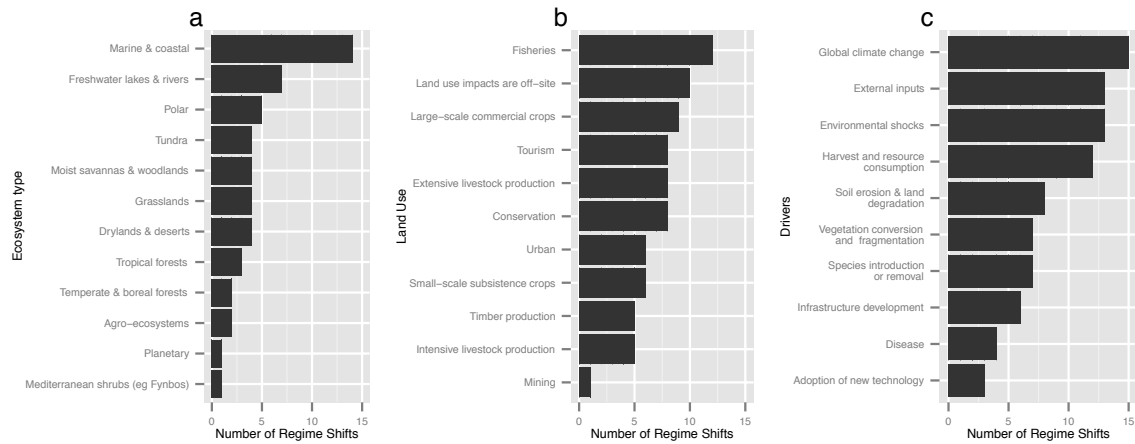 a
Ecosystem type
Marine & coastal
Freshwater lakes & rivers
Polar
Tundra
Moist savannas & woodlands
Grasslands
Drylands & deserts
Tropical forests
Temperate & boreal forests
Agro−ecosystems
Planetary
Mediterranean shrubs (eg Fynbos)
0 5 10 15
Number of Regime Shifts
b
Land Use
Fisheries
Land use impacts are off−site
Large−scale commercial crops
Tourism
Extensive livestock production
Conservation
Urban
Small−scale subsistence crops
Timber production
Intensive livestock production
Mining
0 5 10 15
Number of Regime Shifts
c
Drivers
Global climate change
External inputs
Environmental shocks
Harvest and resource
consumption
Soil erosion & land
degradation
Vegetation conversion
and fragmentation
Species introduction
or removal
Infrastructure development
Disease
Adoption of new technology
0 5 10 15
Number of Regime Shifts